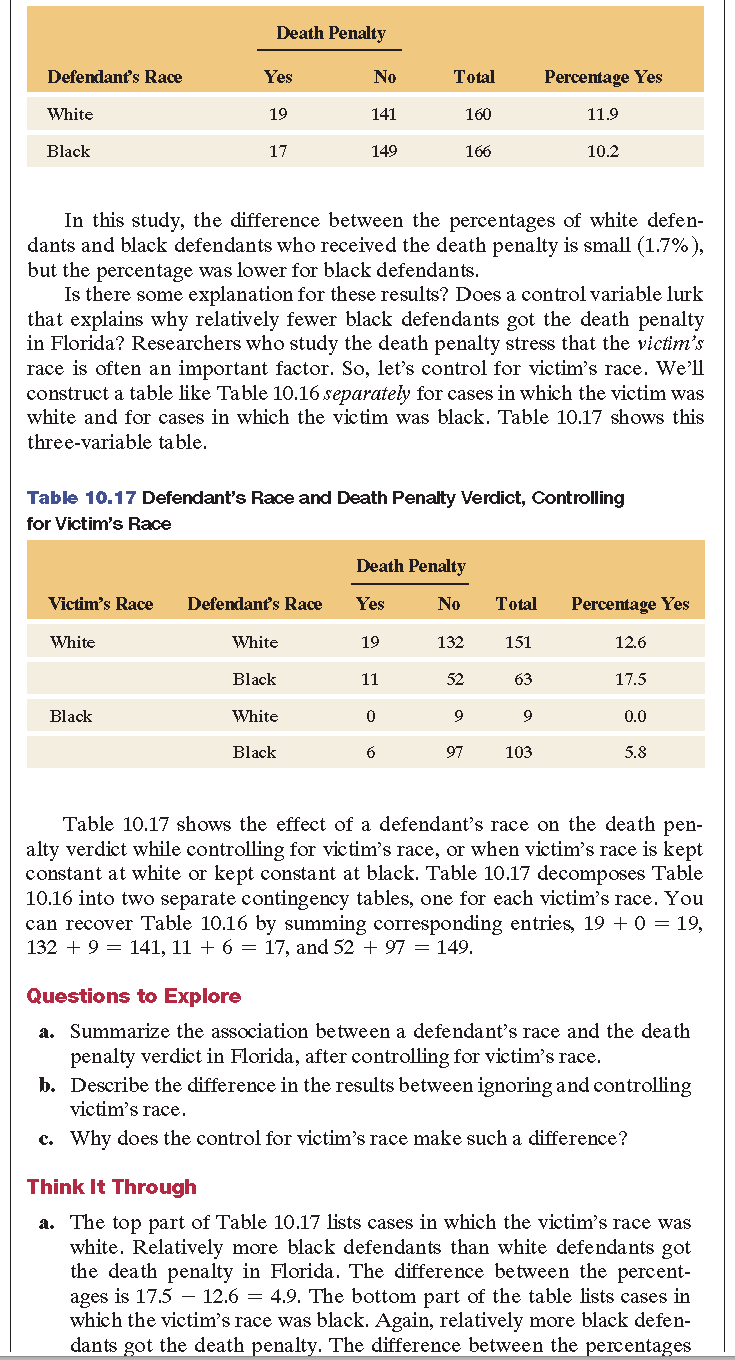 Death Penalty
Defendant's Race Yes No Total Percentage Yes
White 19 141 160 11.9
Black 17 149 166 10.2
In this study, the difference between the percentages of white defen-
dants and black defendants who received the death penalty is small (1.7%),
but the percentage was lower for black defendants.
Is there some explanation for these results? Does a control variable lurk
that explains why relatively fewer black defendants got the death penalty
in Florida? Researchers who study the death penalty stress that the victim's
race is often an important factor. So, let's control for victim's race. We'll
construct a table like Table 10.16 separately for cases in which the victim was
white and for cases in which the victim was black. Table 10.17 shows this
three-variable table.
Table 10.17 Defendant's Race and Death Penalty Verdict, Controlling
for Victim's Race
Death Penalty
Victim's Race Defendant's Race Yes No Total Percentage Yes
White White 19 132 151 12.6
Black 11 52 63 17.5
Black White 0 9 9 0.0
Black 6 97 103 5.8
Table 10.17 shows the effect of a defendant's race on the death pen-
alty verdict while controlling for victim's race, or when victim's race is kept
constant at white or kept constant at black. Table 10.17 decomposes Table
10.16 into two separate contingency tables, one for each victim's race. You
can recover Table 10.16 by summing corresponding entries, 19 + 0 = 19,
132 + 9 = 141, 11 + 6 = 17, and 52 + 97 = 149.
Questions to Explore
a. Summarize the association between a defendant's race and the death
penalty verdict in Florida, after controlling for victim's race.
b. Describe the difference in the results between ignoring and controlling
victim's race.
c. Why does the control for victim's race make such a difference?
Think It Through
a. The top part of Table 10.17 lists cases in which the victim's race was
white. Relatively more black defendants than white defendants got
the death penalty in Florida. The difference between the percent-
ages is 17.5 − 12.6 = 4.9. The bottom part of the table lists cases in
which the victim's race was black. Again, relatively more black defen-
dants got the death penalty. The difference between the percentages